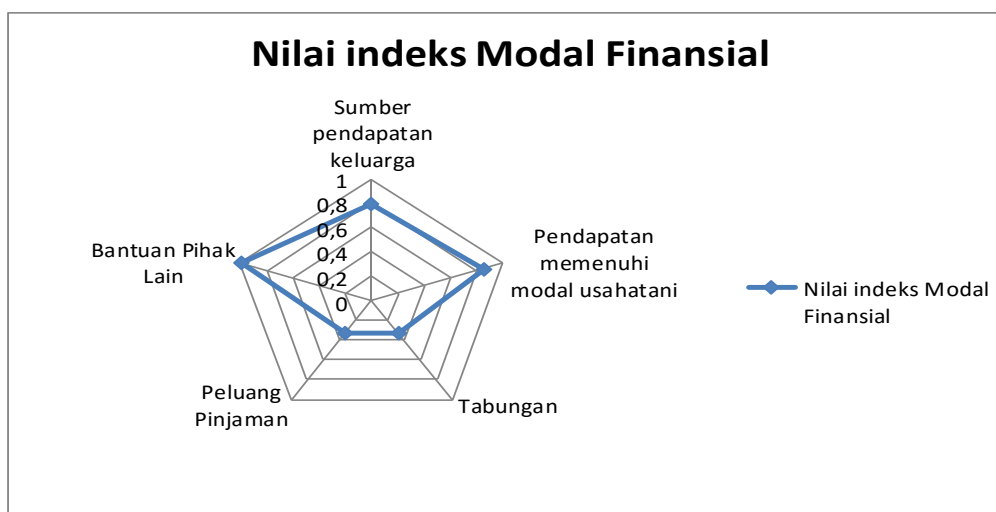 Nilai indeks Modal Finansial
Sumber
pendapatan
keluarga
1
0,8
0,6
0,4
0,2
0
Pendapatan
memenuhi
modal usahatani
Tabungan
Peluang
Pinjaman
Bantuan Pihak
Lain
Nilai indeks Modal
Finansial